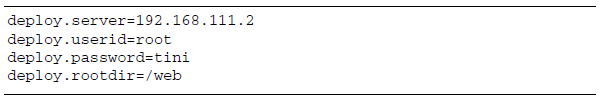 deploy.server=192.168.111.2
deploy.userid=root
deploy.password=tini
deploy.rootdir=/web